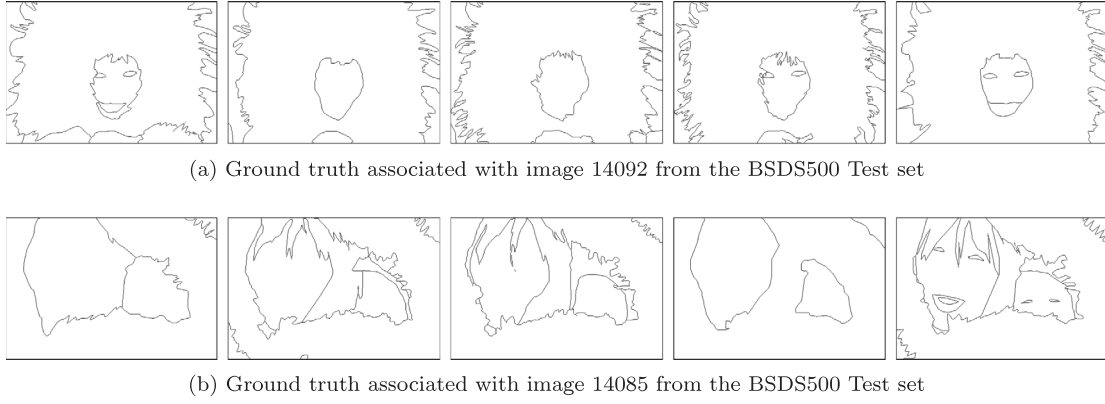 (a) Ground truth associated with image 14092 from the BSDS500 Test set
(b) Ground truth associated with image 14085 from the BSDS500 Test set